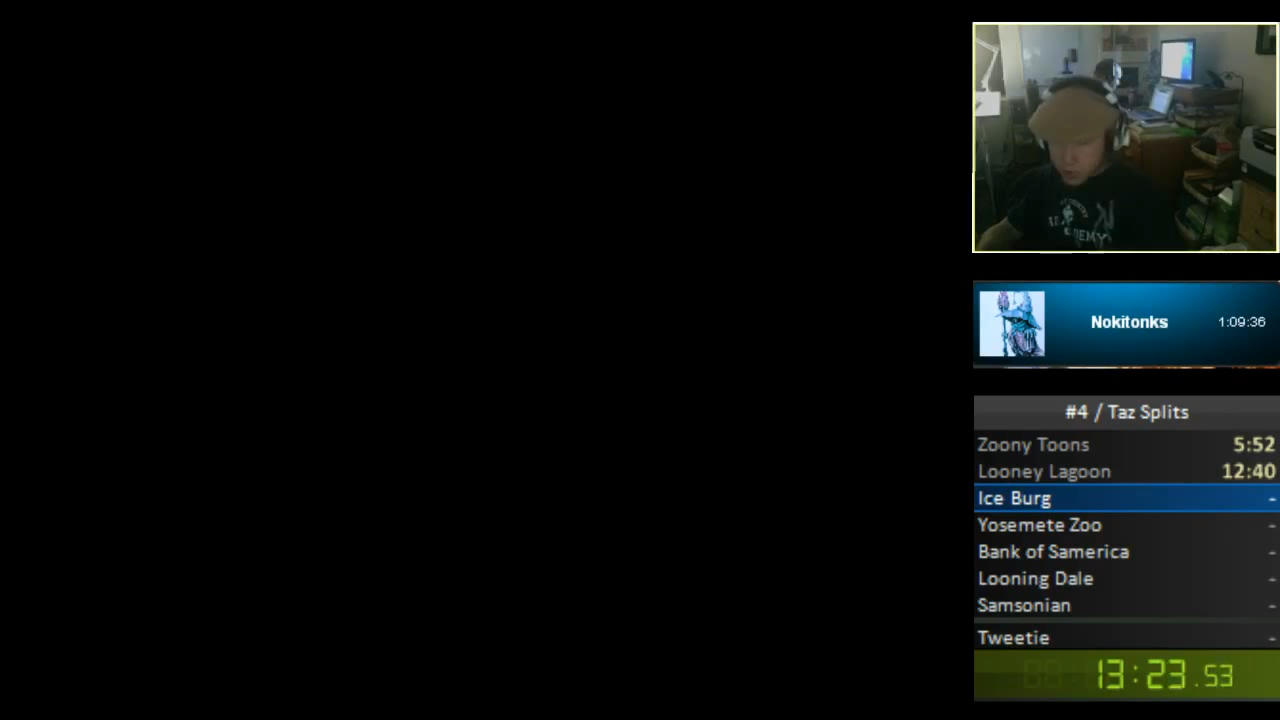 ACADEMY
Nokitonks 1:09:36
#4 / Taz Splits
Zoony Toons 5:52
Looney Lagoon 12:40
Ice Burg -
Yosemete Zoo -
Bank of Samerica -
Looning Dale -
Samsonian -
Tweetie -
13:23.53